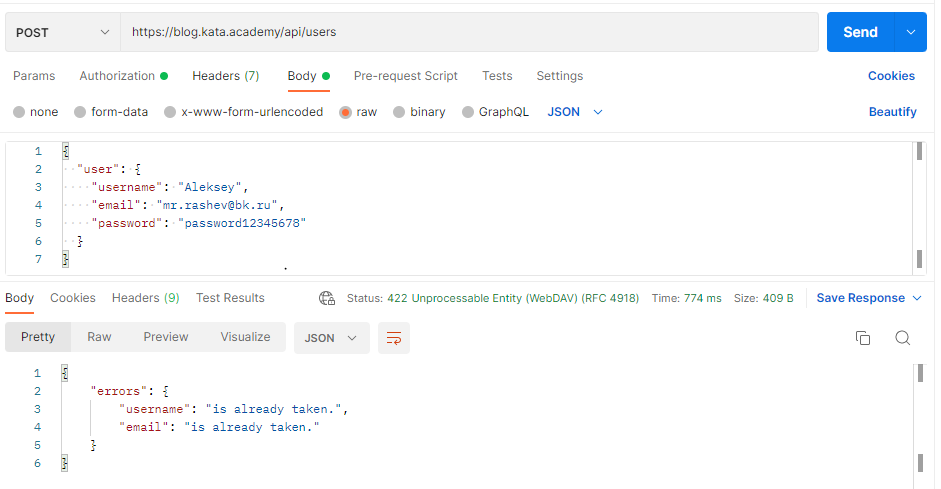 POST https://blog.kata.academy/api/users Send
Params Authorization Headers (7) Body Pre-request Script Tests Settings Cookies
none form-data x-www-form-urlencoded raw binary GraphQL JSON Beautify
1 {
2 "user": {
3 "username": "Aleksey",
4 "email": "mr.rashev@bk.ru",
5 "password": "password12345678"
6 }
7 }
Body Cookies Headers (9) Test Results Status: 422 Unprocessable Entity (WebDAV) (RFC 4918) Time: 774 ms Size: 409 B Save Response
Pretty Raw Preview Visualize JSON
1 {
2 "errors": {
3 "username": "is already taken.",
4 "email": "is already taken."
5 }
6 }